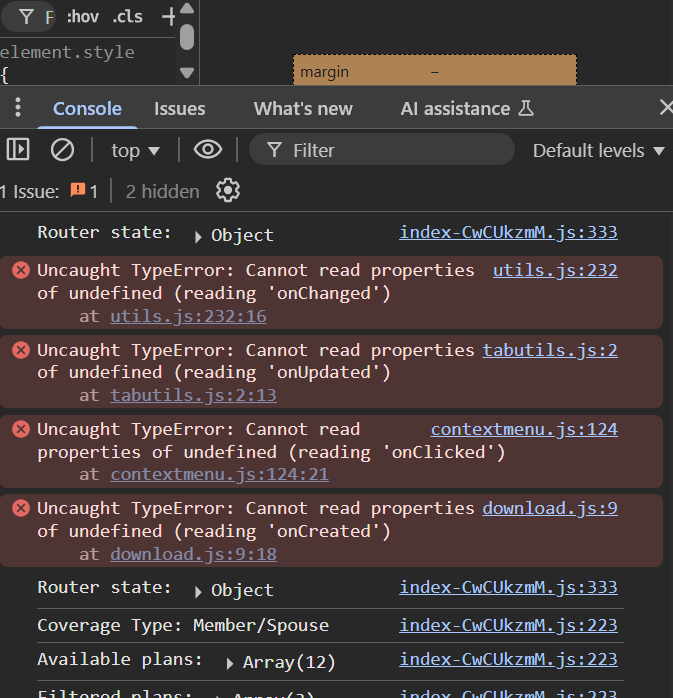 F :hov .cls +
element.style
{
margin –
Console Issues What's new AI assistance
top Filter Default levels
1 Issue: 1 2 hidden
Router state: Object index-CwCUkzmM.js:333
Uncaught TypeError: Cannot read properties utils.js:232
of undefined (reading 'onChanged')
at utils.js:232:16
Uncaught TypeError: Cannot read properties tabutils.js:2
of undefined (reading 'onUpdated')
at tabutils.js:2:13
Uncaught TypeError: Cannot read contextmenu.js:124
properties of undefined (reading 'onClicked')
at contextmenu.js:124:21
Uncaught TypeError: Cannot read properties download.js:9
of undefined (reading 'onCreated')
at download.js:9:18
Router state: Object index-CwCUkzmM.js:333
Coverage Type: Member/Spouse index-CwCUkzmM.js:223
Available plans: Array(12) index-CwCUkzmM.js:223
Filtered plans: index-CwCUkzmM.js:223